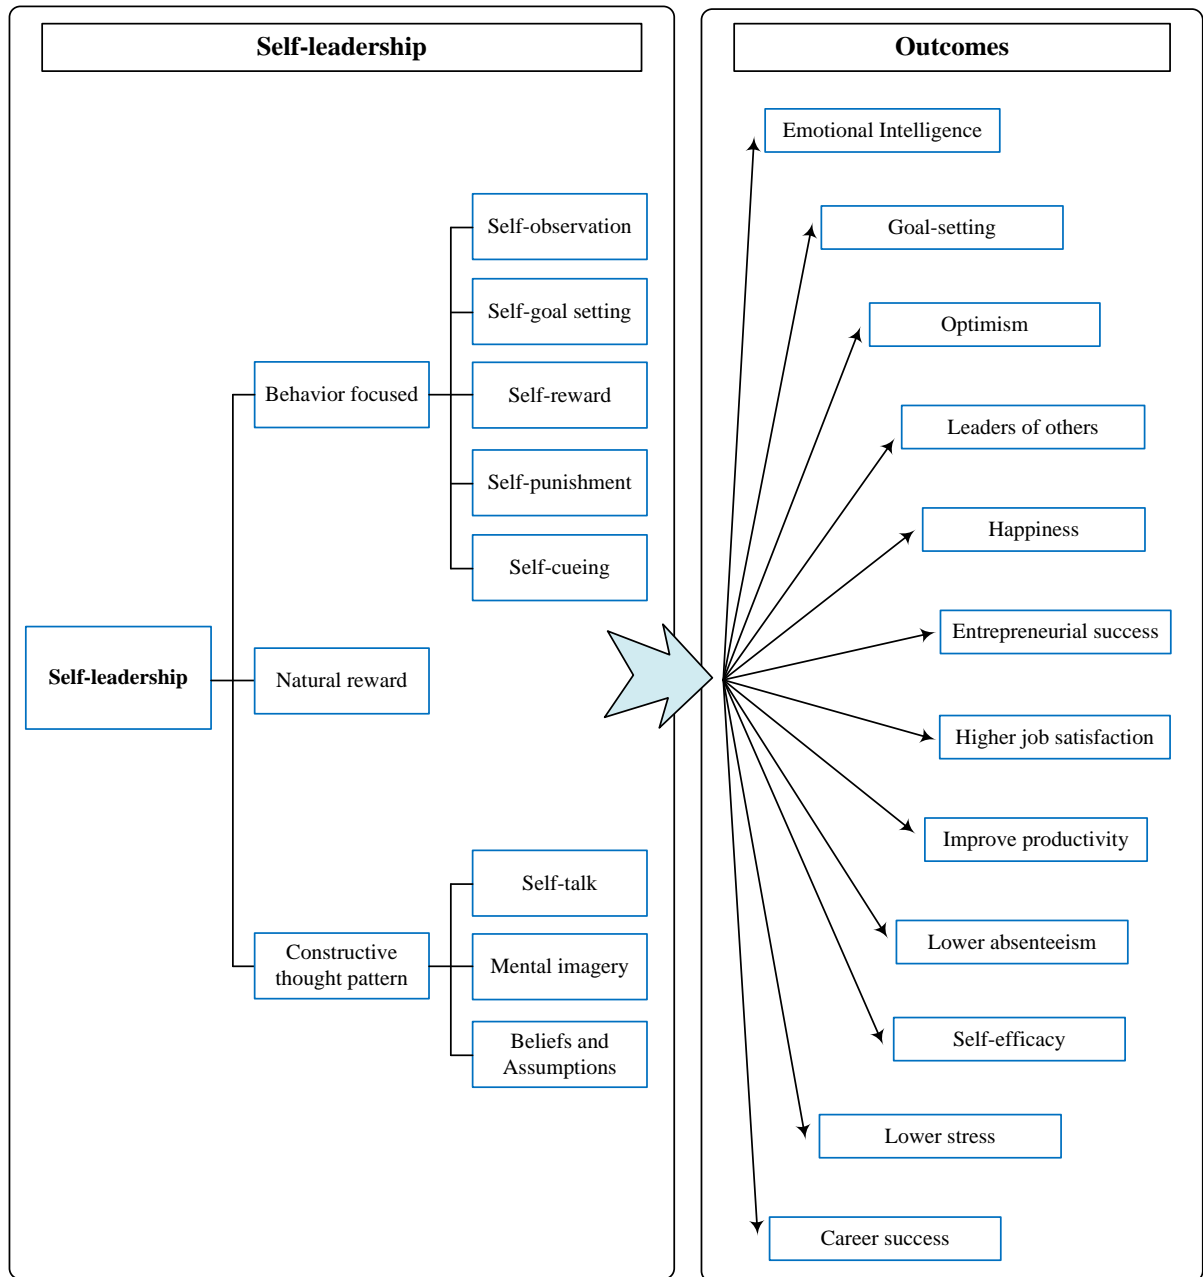 Self-leadership
Self-observation
Self-goal setting
Behavior focused
Self-reward
Self-punishment
Self-cueing
Self-leadership
Natural reward
Self-talk
Constructive
thought pattern
Mental imagery
Beliefs and
Assumptions
Outcomes
Emotional Intelligence
Goal-setting
Optimism
Leaders of others
Happiness
Entrepreneurial success
Higher job satisfaction
Improve productivity
Lower absenteeism
Self-efficacy
Lower stress
Career success